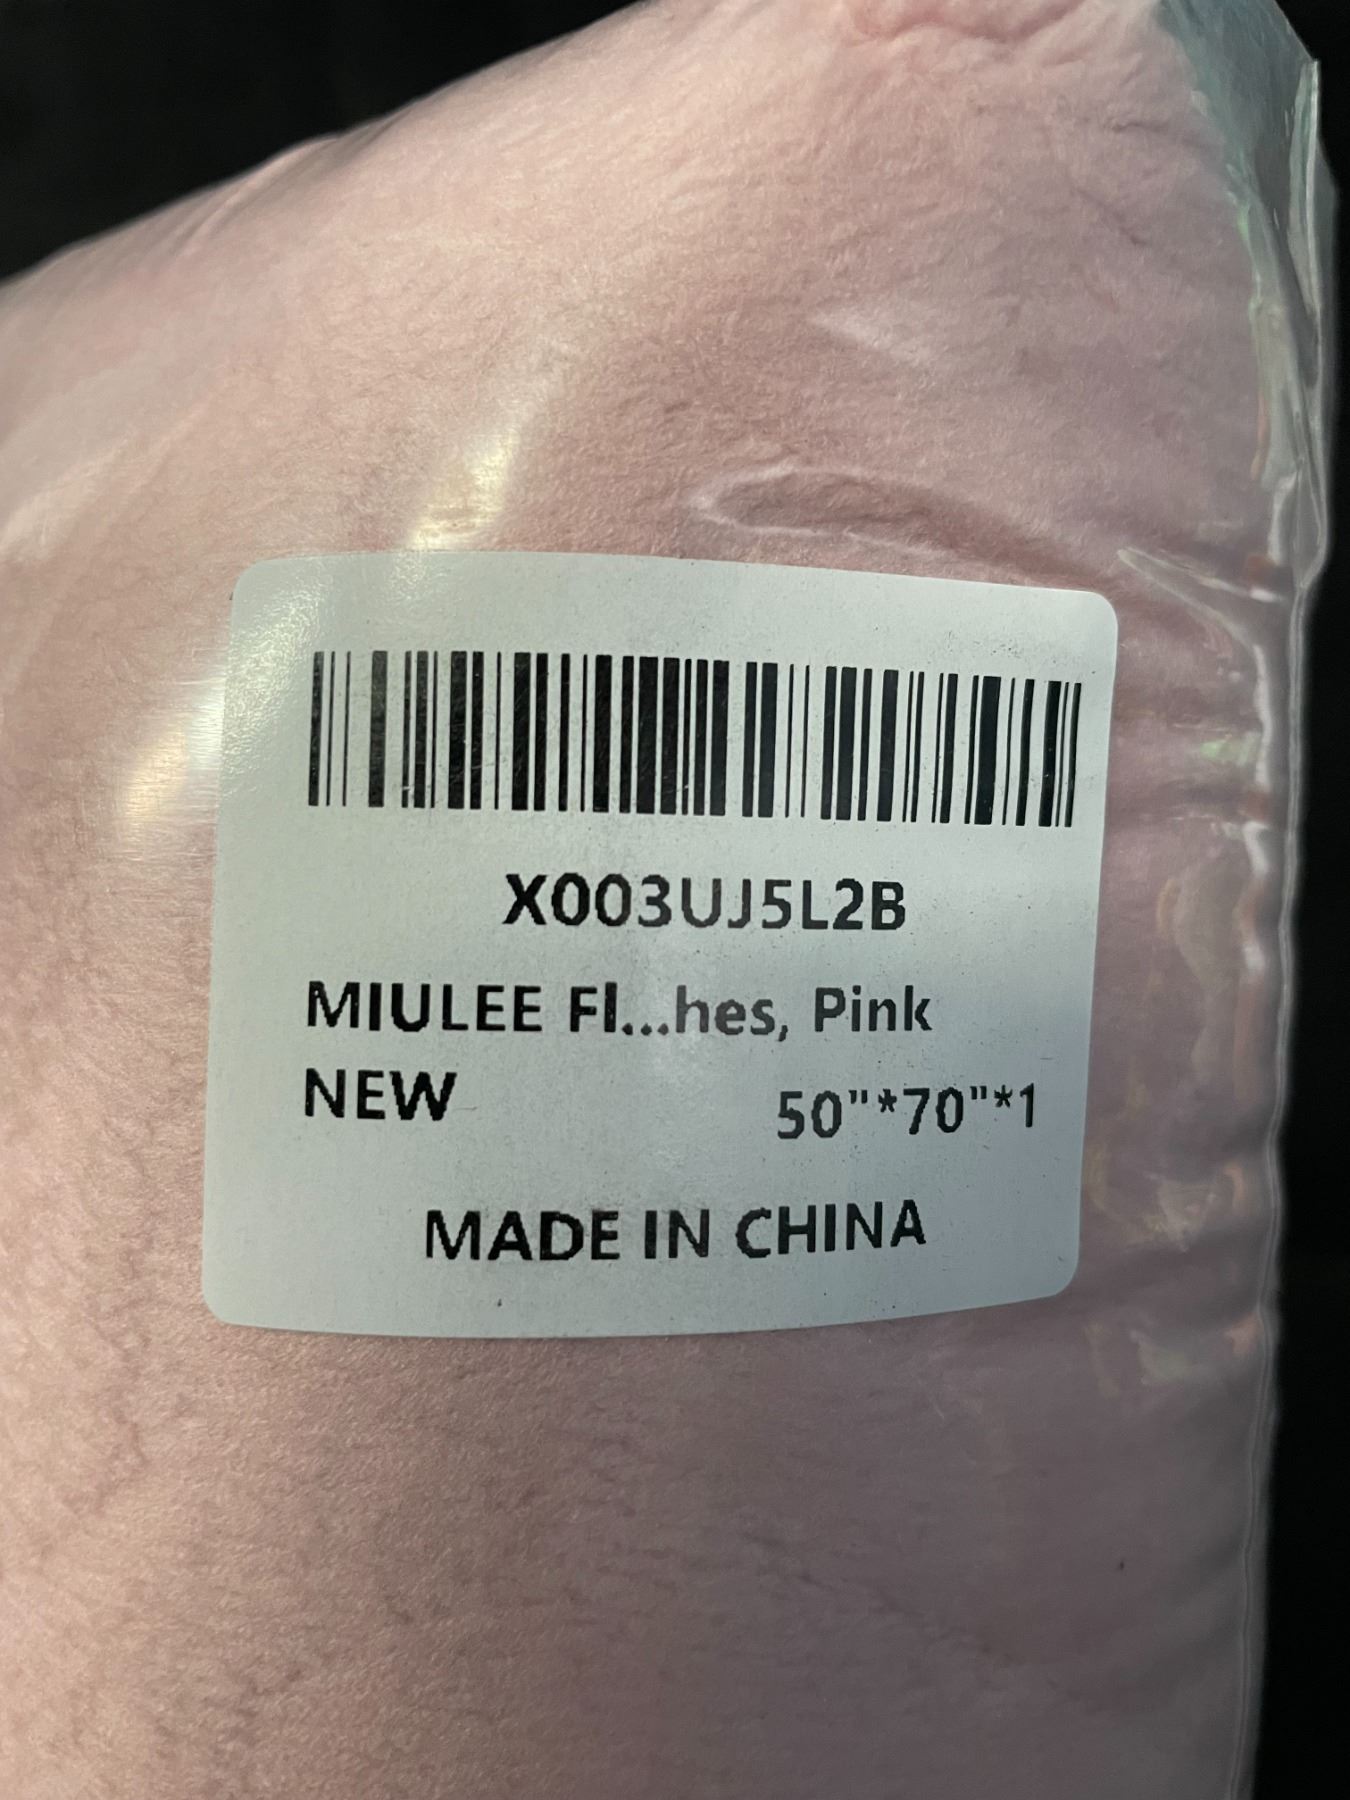 X003UJ5L2B
MIULEE Fl...hes, Pink
NEW 50"*70"*1
MADE IN CHINA